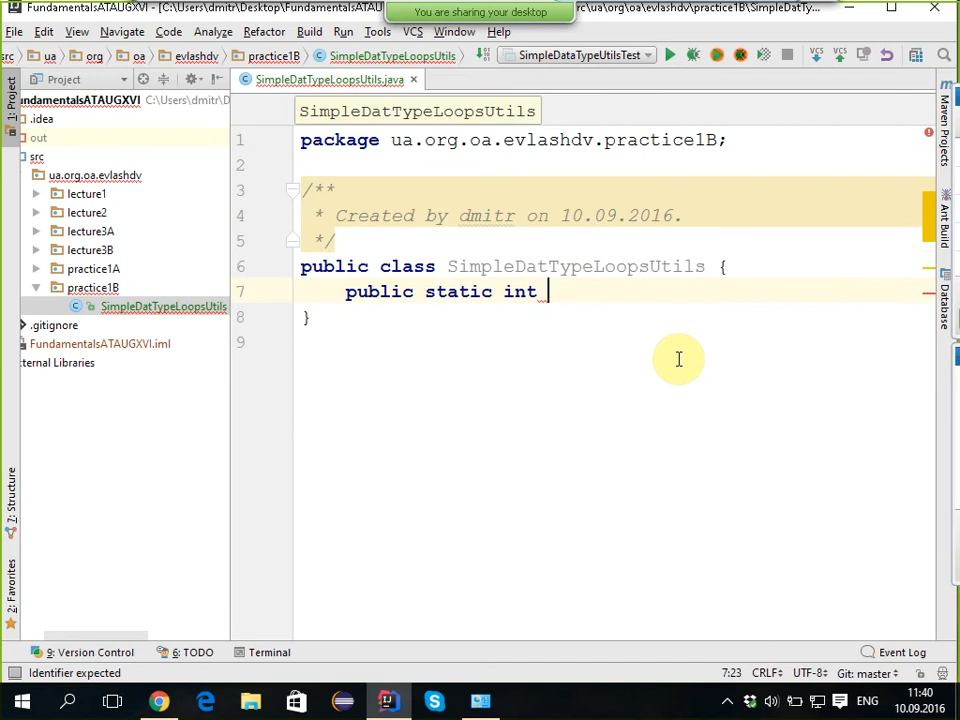 FundamentalsATAUGXVI - [C:\Users\dmitr\Desktop\FundamentalsATAU
You are sharing your desktop
src\ua\org\oa\evlashdv\practice1B\SimpleDatTy...
File Edit View Navigate Code Analyze Refactor Build Run Tools VCS Window Help
src ua org oa evlashdv practice1B SimpleDatTypeLoopsUtils SimpleDataTypeUtilsTest VCS VCS
1: Project
Project
SimpleDatTypeLoopsUtils.java
undamentalsATAUGXVI C:\Users\dmitr\D
.idea
out
src
ua.org.oa.evlashdv
lecture1
lecture2
lecture3A
lecture3B
practice1A
practice1B
SimpleDatTypeLoopsUtils
.gitignore
FundamentalsATAUGXVI.iml
ternal Libraries
7: Structure
2: Favorites
SimpleDatTypeLoopsUtils
1 package ua.org.oa.evlashdv.practice1B;
2
3 /**
4 * Created by dmitr on 10.09.2016.
5 */
6 public class SimpleDatTypeLoopsUtils {
7 public static int
8 }
9
Maven Projects
Ant Build
Database
9: Version Control 6: TODO Terminal Event Log
Identifier expected 7:23 CRLF÷ UTF-8÷ Git: master÷
ENG 11:40
10.09.2016